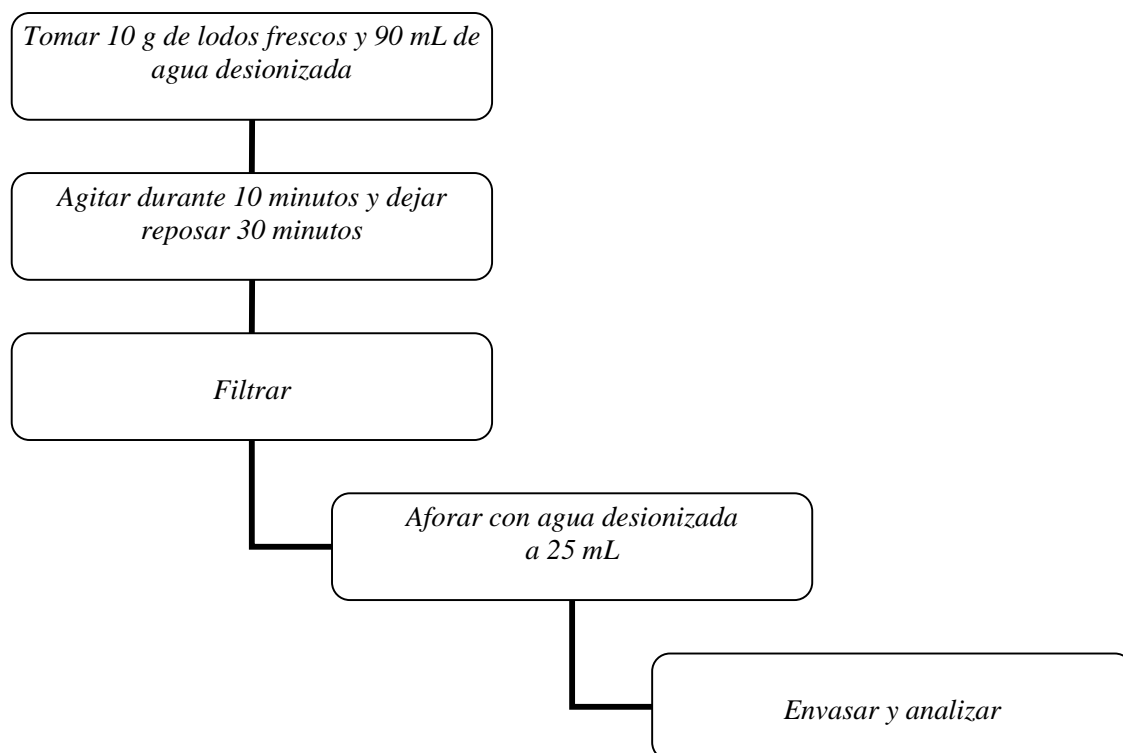 Tomar 10 g de lodos frescos y 90 mL de
agua desionizada
Agitar durante 10 minutos y dejar
reposar 30 minutos
Filtrar
Aforar con agua desionizada
a 25 mL
Envasar y analizar